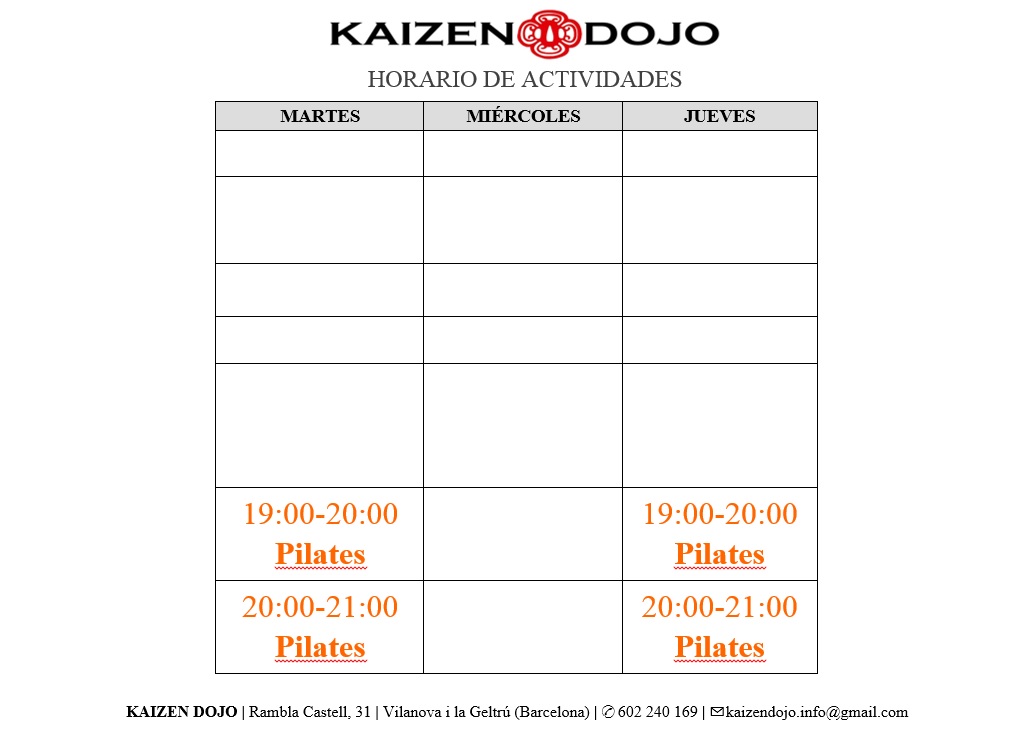 KAIZEN DOJO
HORARIO DE ACTIVIDADES
MARTES MIÉRCOLES JUEVES
19:00-20:00 19:00-20:00
Pilates Pilates
20:00-21:00 20:00-21:00
Pilates Pilates
KAIZEN DOJO | Rambla Castell, 31 | Vilanova i la Geltrú (Barcelona) | ✆ 602 240 169 | 🖂kaizendojo.info@gmail.com